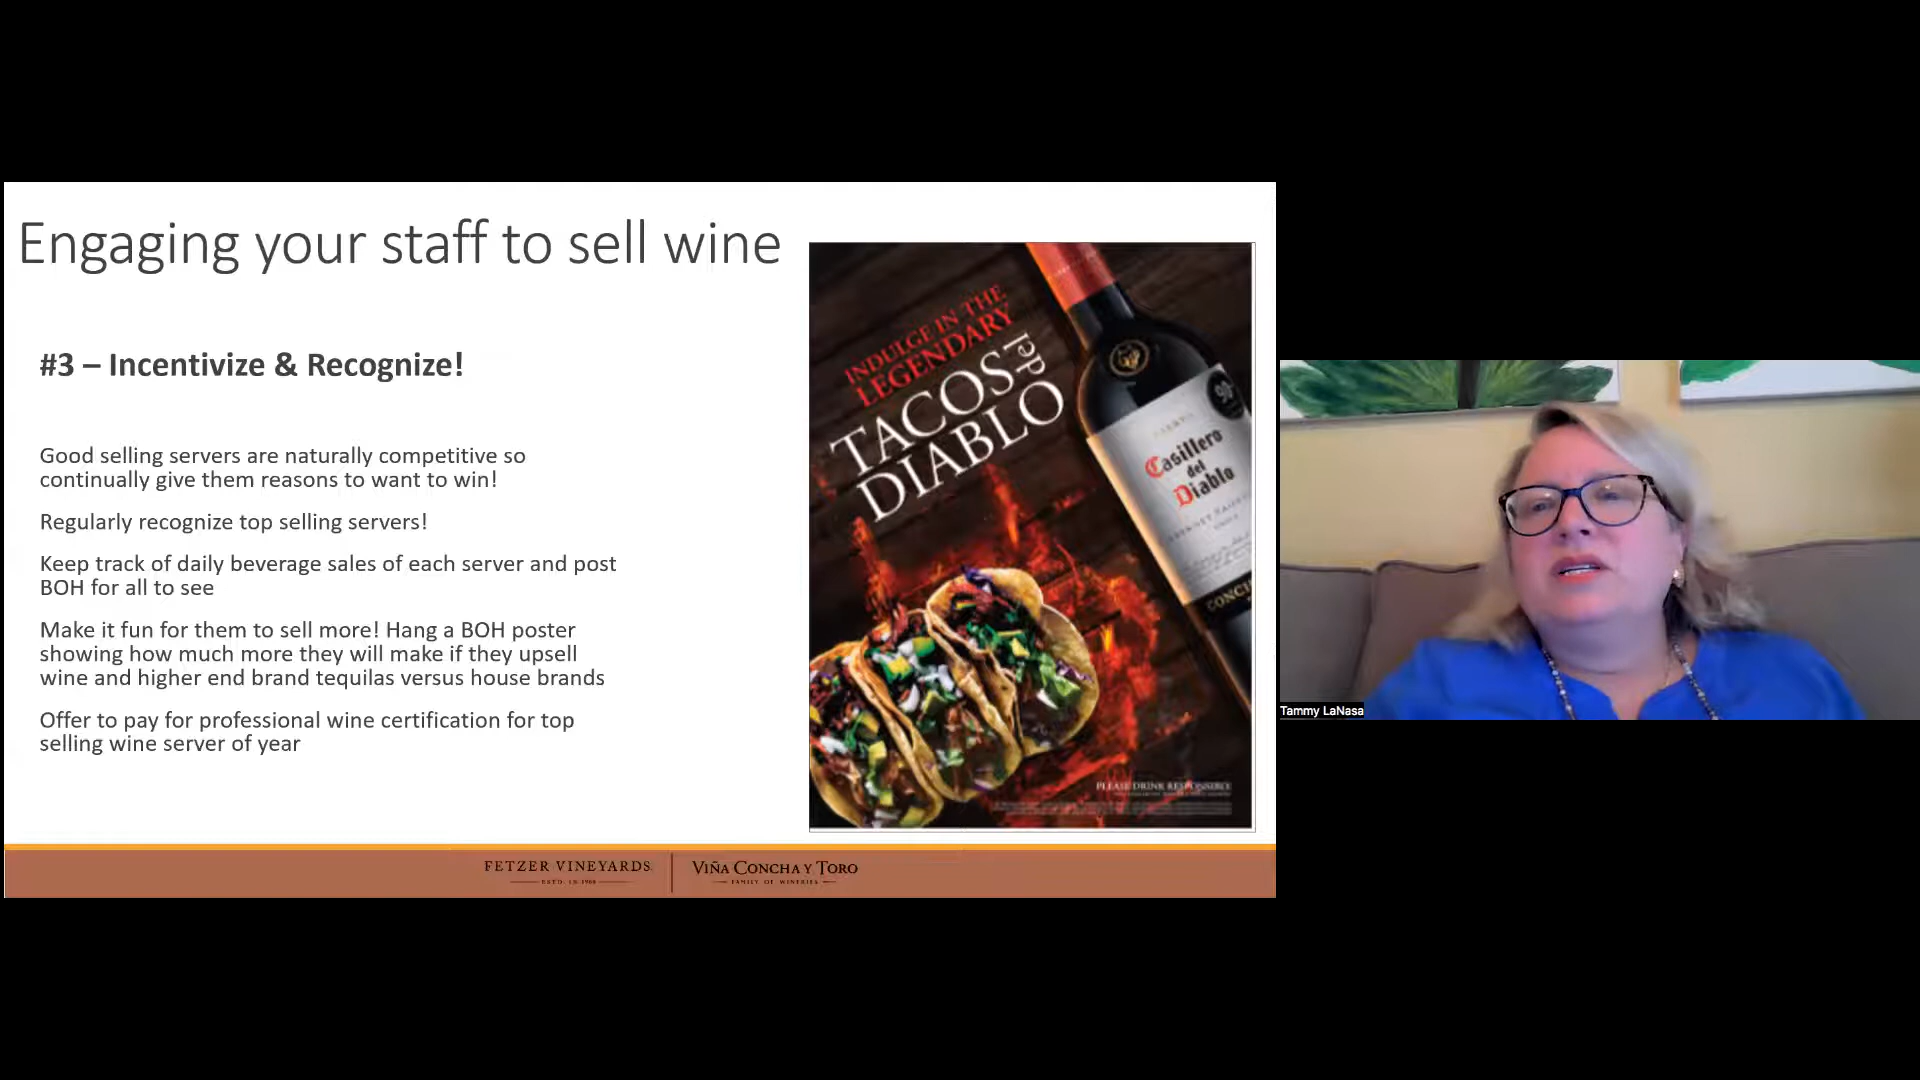 Engaging your staff to sell wine
#3 – Incentivize & Recognize!
Good selling servers are naturally competitive so
continually give them reasons to want to win!
Regularly recognize top selling servers!
Keep track of daily beverage sales of each server and post
BOH for all to see
Make it fun for them to sell more! Hang a BOH poster
showing how much more they will make if they upsell
wine and higher end brand tequilas versus house brands
Offer to pay for professional wine certification for top
selling wine server of year
INDULGE IN THE
LEGENDARY
TACOS del
DIABLO
90
Casillero
del
Diablo
PLEASE DRINK RESPONSIBLY
FETZER VINEYARDS
ESTD. IN 1968
VIÑA CONCHA Y TORO
FAMILY OF WINERIES
Tammy LaNasa